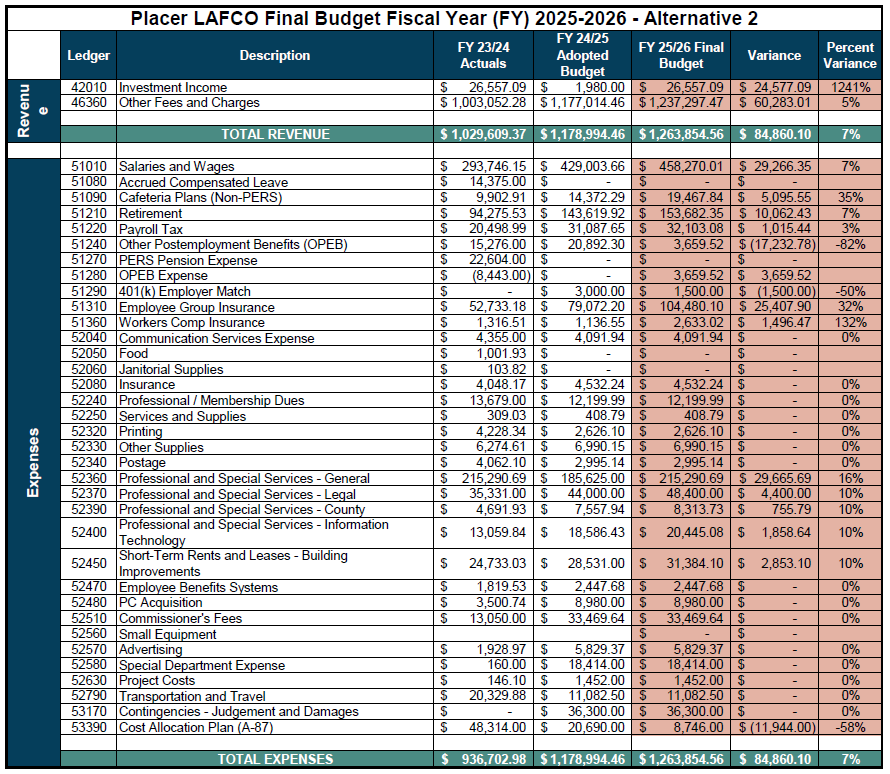 Placer LAFCO Final Budget Fiscal Year (FY) 2025-2026 - Alternative 2
Ledger Description FY 23/24 Actuals FY 24/25 Adopted Budget FY 25/26 Final Budget Variance Percent Variance
Revenu
e
42010 Investment Income $ 26,557.09 $ 1,980.00 $ 26,557.09 $ 24,577.09 1241%
46360 Other Fees and Charges $ 1,003,052.28 $ 1,177,014.46 $ 1,237,297.47 $ 60,283.01 5%
TOTAL REVENUE $ 1,029,609.37 $ 1,178,994.46 $ 1,263,854.56 $ 84,860.10 7%
Expenses
51010 Salaries and Wages $ 293,746.15 $ 429,003.66 $ 458,270.01 $ 29,266.35 7%
51080 Accrued Compensated Leave $ 14,375.00 $ - $ - $ -
51090 Cafeteria Plans (Non-PERS) $ 9,902.91 $ 14,372.29 $ 19,467.84 $ 5,095.55 35%
51210 Retirement $ 94,275.53 $ 143,619.92 $ 153,682.35 $ 10,062.43 7%
51220 Payroll Tax $ 20,498.99 $ 31,087.65 $ 32,103.08 $ 1,015.44 3%
51240 Other Postemployment Benefits (OPEB) $ 15,276.00 $ 20,892.30 $ 3,659.52 $ (17,232.78) -82%
51270 PERS Pension Expense $ 22,604.00 $ - $ - $ -
51280 OPEB Expense $ (8,443.00) $ - $ 3,659.52 $ 3,659.52
51290 401(k) Employer Match $ - $ 3,000.00 $ 1,500.00 $ (1,500.00) -50%
51310 Employee Group Insurance $ 52,733.18 $ 79,072.20 $ 104,480.10 $ 25,407.90 32%
51360 Workers Comp Insurance $ 1,316.51 $ 1,136.55 $ 2,633.02 $ 1,496.47 132%
52040 Communication Services Expense $ 4,355.00 $ 4,091.94 $ 4,091.94 $ - 0%
52050 Food $ 1,001.93 $ - $ - $ -
52060 Janitorial Supplies $ 103.82 $ - $ - $ -
52080 Insurance $ 4,048.17 $ 4,532.24 $ 4,532.24 $ - 0%
52240 Professional / Membership Dues $ 13,679.00 $ 12,199.99 $ 12,199.99 $ - 0%
52250 Services and Supplies $ 309.03 $ 408.79 $ 408.79 $ - 0%
52320 Printing $ 4,228.34 $ 2,626.10 $ 2,626.10 $ - 0%
52330 Other Supplies $ 6,274.61 $ 6,990.15 $ 6,990.15 $ - 0%
52340 Postage $ 4,062.10 $ 2,995.14 $ 2,995.14 $ - 0%
52360 Professional and Special Services - General $ 215,290.69 $ 185,625.00 $ 215,290.69 $ 29,665.69 16%
52370 Professional and Special Services - Legal $ 35,331.00 $ 44,000.00 $ 48,400.00 $ 4,400.00 10%
52390 Professional and Special Services - County $ 4,691.93 $ 7,557.94 $ 8,313.73 $ 755.79 10%
52400 Professional and Special Services - Information Technology $ 13,059.84 $ 18,586.43 $ 20,445.08 $ 1,858.64 10%
52450 Short-Term Rents and Leases - Building Improvements $ 24,733.03 $ 28,531.00 $ 31,384.10 $ 2,853.10 10%
52470 Employee Benefits Systems $ 1,819.53 $ 2,447.68 $ 2,447.68 $ - 0%
52480 PC Acquisition $ 3,500.74 $ 8,980.00 $ 8,980.00 $ - 0%
52510 Commissioner's Fees $ 13,050.00 $ 33,469.64 $ 33,469.64 $ - 0%
52560 Small Equipment $ - $ -
52570 Advertising $ 1,928.97 $ 5,829.37 $ 5,829.37 $ - 0%
52580 Special Department Expense $ 160.00 $ 18,414.00 $ 18,414.00 $ - 0%
52630 Project Costs $ 146.10 $ 1,452.00 $ 1,452.00 $ - 0%
52790 Transportation and Travel $ 20,329.88 $ 11,082.50 $ 11,082.50 $ - 0%
53170 Contingencies - Judgement and Damages $ - $ 36,300.00 $ 36,300.00 $ - 0%
53390 Cost Allocation Plan (A-87) $ 48,314.00 $ 20,690.00 $ 8,746.00 $ (11,944.00) -58%
TOTAL EXPENSES $ 936,702.98 $ 1,178,994.46 $ 1,263,854.56 $ 84,860.10 7%